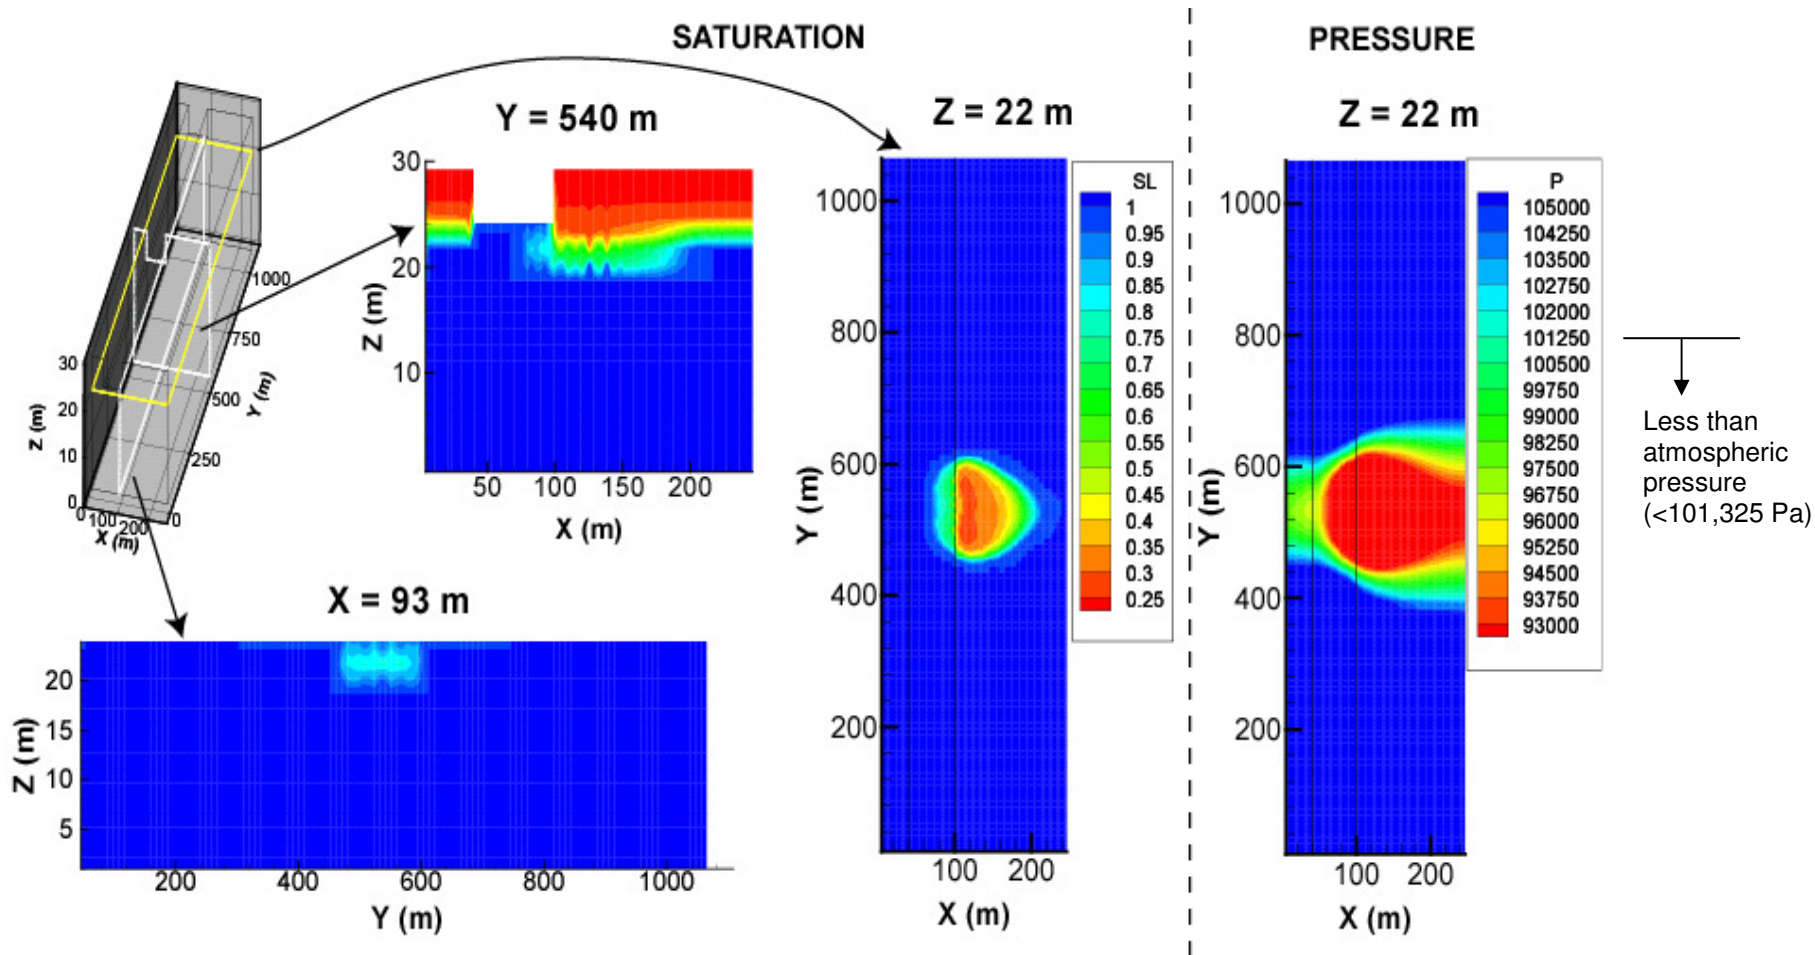 SATURATION
PRESSURE
Y = 540 m
Z = 22 m
Z = 22 m
30
20
10
Z (m)
50 100 150 200
X (m)
1000
750
500
250
0
Y (m)
30
20
10
0
Z (m)
0 100 200
X (m)
X = 93 m
20
15
10
5
Z (m)
200 400 600 800 1000
Y (m)
1000
800
600
400
200
Y (m)
100 200
X (m)
SL
1
0.95
0.9
0.85
0.8
0.75
0.7
0.65
0.6
0.55
0.5
0.45
0.4
0.35
0.3
0.25
1000
800
600
400
200
Y (m)
100 200
X (m)
P
105000
104250
103500
102750
102000
101250
100500
99750
99000
98250
97500
96750
96000
95250
94500
93750
93000
Less than
atmospheric
pressure
(<101,325 Pa)